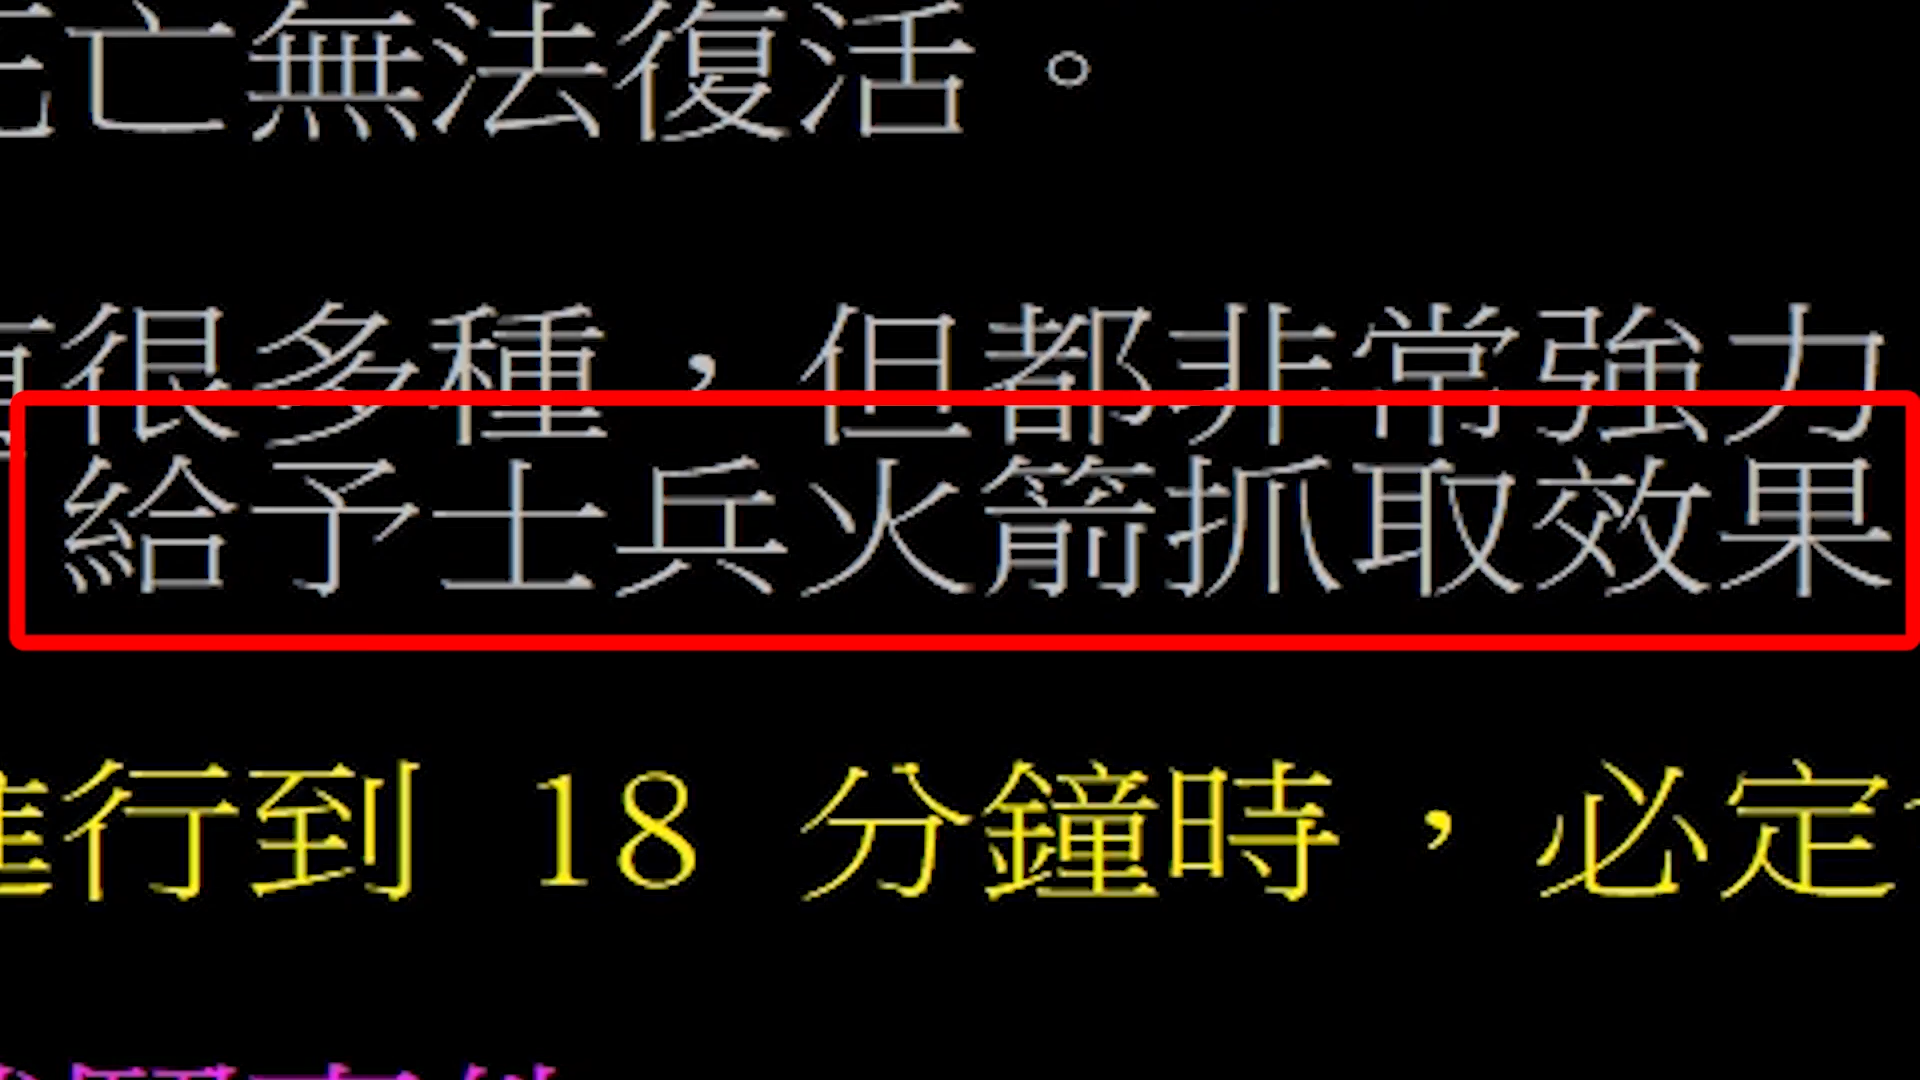 亡無法復活。
很多種，但都非常強力
給予士兵火箭抓取效果
進行到 18 分鐘時，必定